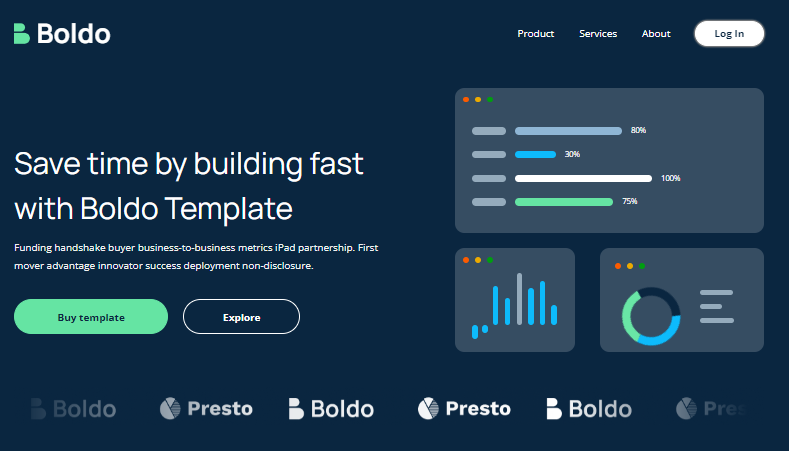 Boldo
Product Services About Log In
80%
30%
100%
75%
Save time by building fast
with Boldo Template
Funding handshake buyer business-to-business metrics iPad partnership. First
mover advantage innovator success deployment non-disclosure.
Buy template Explore
Boldo Presto Boldo Presto Boldo Pres